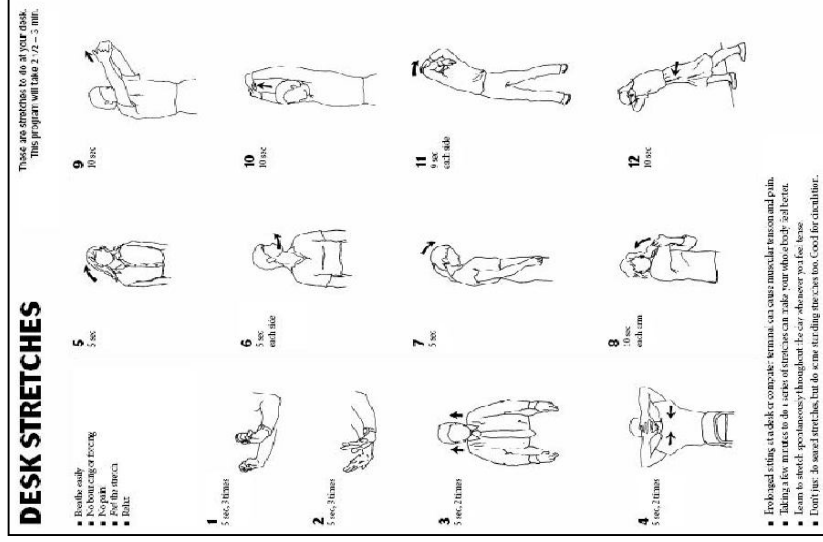 DESK STRETCHES
These are stretches to do at your desk.
This program will take 2 1/2 – 3 min.
▪ Breathe easily
▪ No bouncing or forcing
▪ No pain
▪ Feel the stretch
▪ Relax
1
5 sec, 3 times
2
5 sec, 3 times
3
5 sec, 2 times
4
5 sec, 2 times
5
5 sec
6
5 sec
each side
7
5 sec
8
10 sec
each arm
9
10 sec
10
10 sec
11
9 sec
each side
12
10 sec
▪ Prolonged sitting at a desk or computer terminal can cause muscular tension and pain.
▪ Taking a few minutes to do a series of stretches can make your whole body feel better.
▪ Learn to stretch spontaneously throughout the day whenever you feel tense.
▪ Don't just do seated stretches, but do some standing stretches too. Good for circulation.